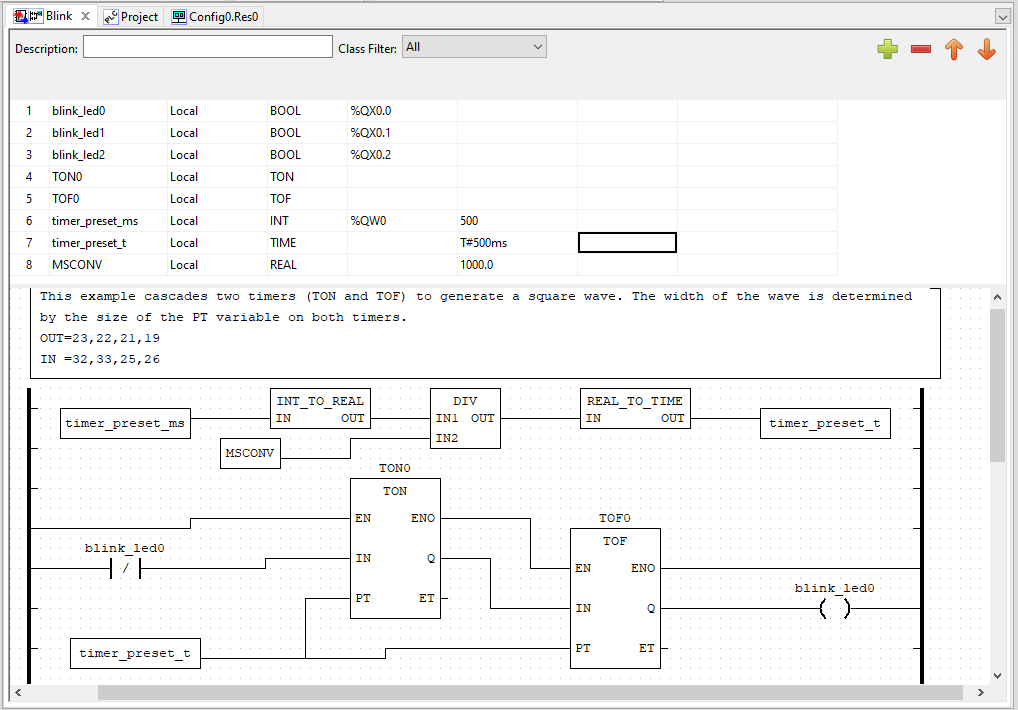 Blink Project Config0.Res0
Description: Class Filter: All
1 blink_led0 Local BOOL %QX0.0
2 blink_led1 Local BOOL %QX0.1
3 blink_led2 Local BOOL %QX0.2
4 TON0 Local TON
5 TOF0 Local TOF
6 timer_preset_ms Local INT %QW0 500
7 timer_preset_t Local TIME T#500ms
8 MSCONV Local REAL 1000.0
This example cascades two timers (TON and TOF) to generate a square wave. The width of the wave is determined
by the size of the PT variable on both timers.
OUT=23,22,21,19
IN =32,33,25,26
INT_TO_REAL DIV REAL_TO_TIME
IN OUT IN1 OUT IN OUT
timer_preset_ms timer_preset_t
IN2
MSCONV
TON0
TON
EN ENO TOF0
TOF
blink_led0
/ IN Q EN ENO
blink_led0
PT ET IN Q
timer_preset_t PT ET